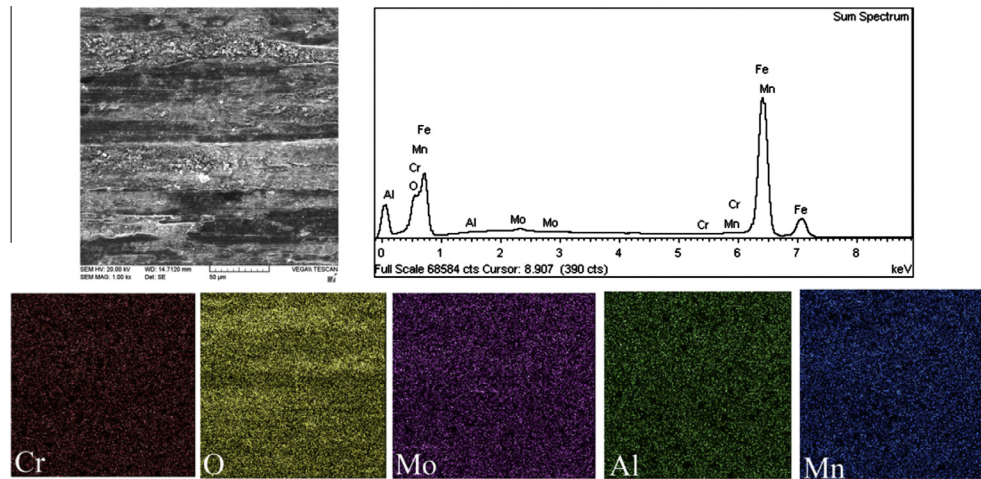 SEM HV: 20.00 kV WD: 14.7120 mm VEGA\\ TESCAN
SEM MAG: 1.00 kx Det: SE 50 µm
Sum Spectrum
Fe
Mn
Fe
Mn
Cr
O
Al
Al
Mo
Mo
Cr
Cr
Mn
Fe
0 1 2 3 4 5 6 7 8
Full Scale 68584 cts Cursor: 8.907 (390 cts) keV
Cr
O
Mo
Al
Mn